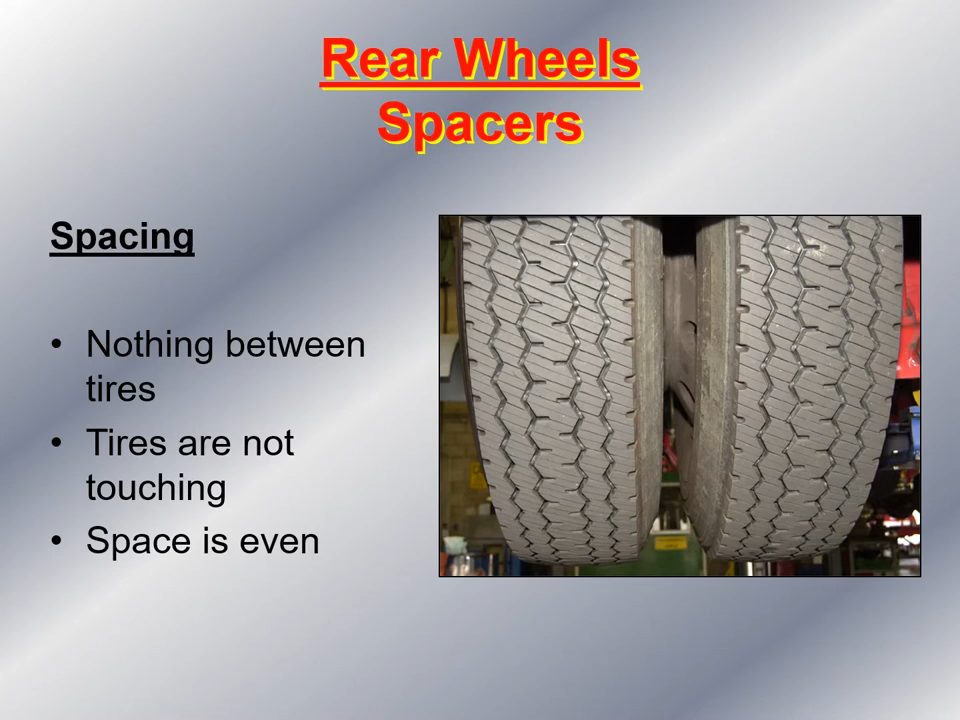 Rear Wheels
Spacers
Spacing
• Nothing between
tires
• Tires are not
touching
• Space is even